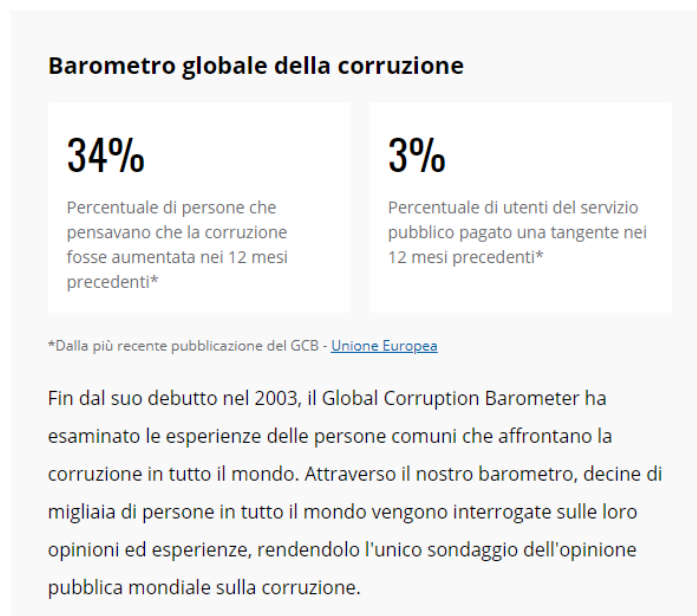 Barometro globale della corruzione
34%
Percentuale di persone che
pensavano che la corruzione
fosse aumentata nei 12 mesi
precedenti*
3%
Percentuale di utenti del servizio
pubblico pagato una tangente nei
12 mesi precedenti*
*Dalla più recente pubblicazione del GCB - Unione Europea
Fin dal suo debutto nel 2003, il Global Corruption Barometer ha
esaminato le esperienze delle persone comuni che affrontano la
corruzione in tutto il mondo. Attraverso il nostro barometro, decine di
migliaia di persone in tutto il mondo vengono interrogate sulle loro
opinioni ed esperienze, rendendolo l'unico sondaggio dell'opinione
pubblica mondiale sulla corruzione.